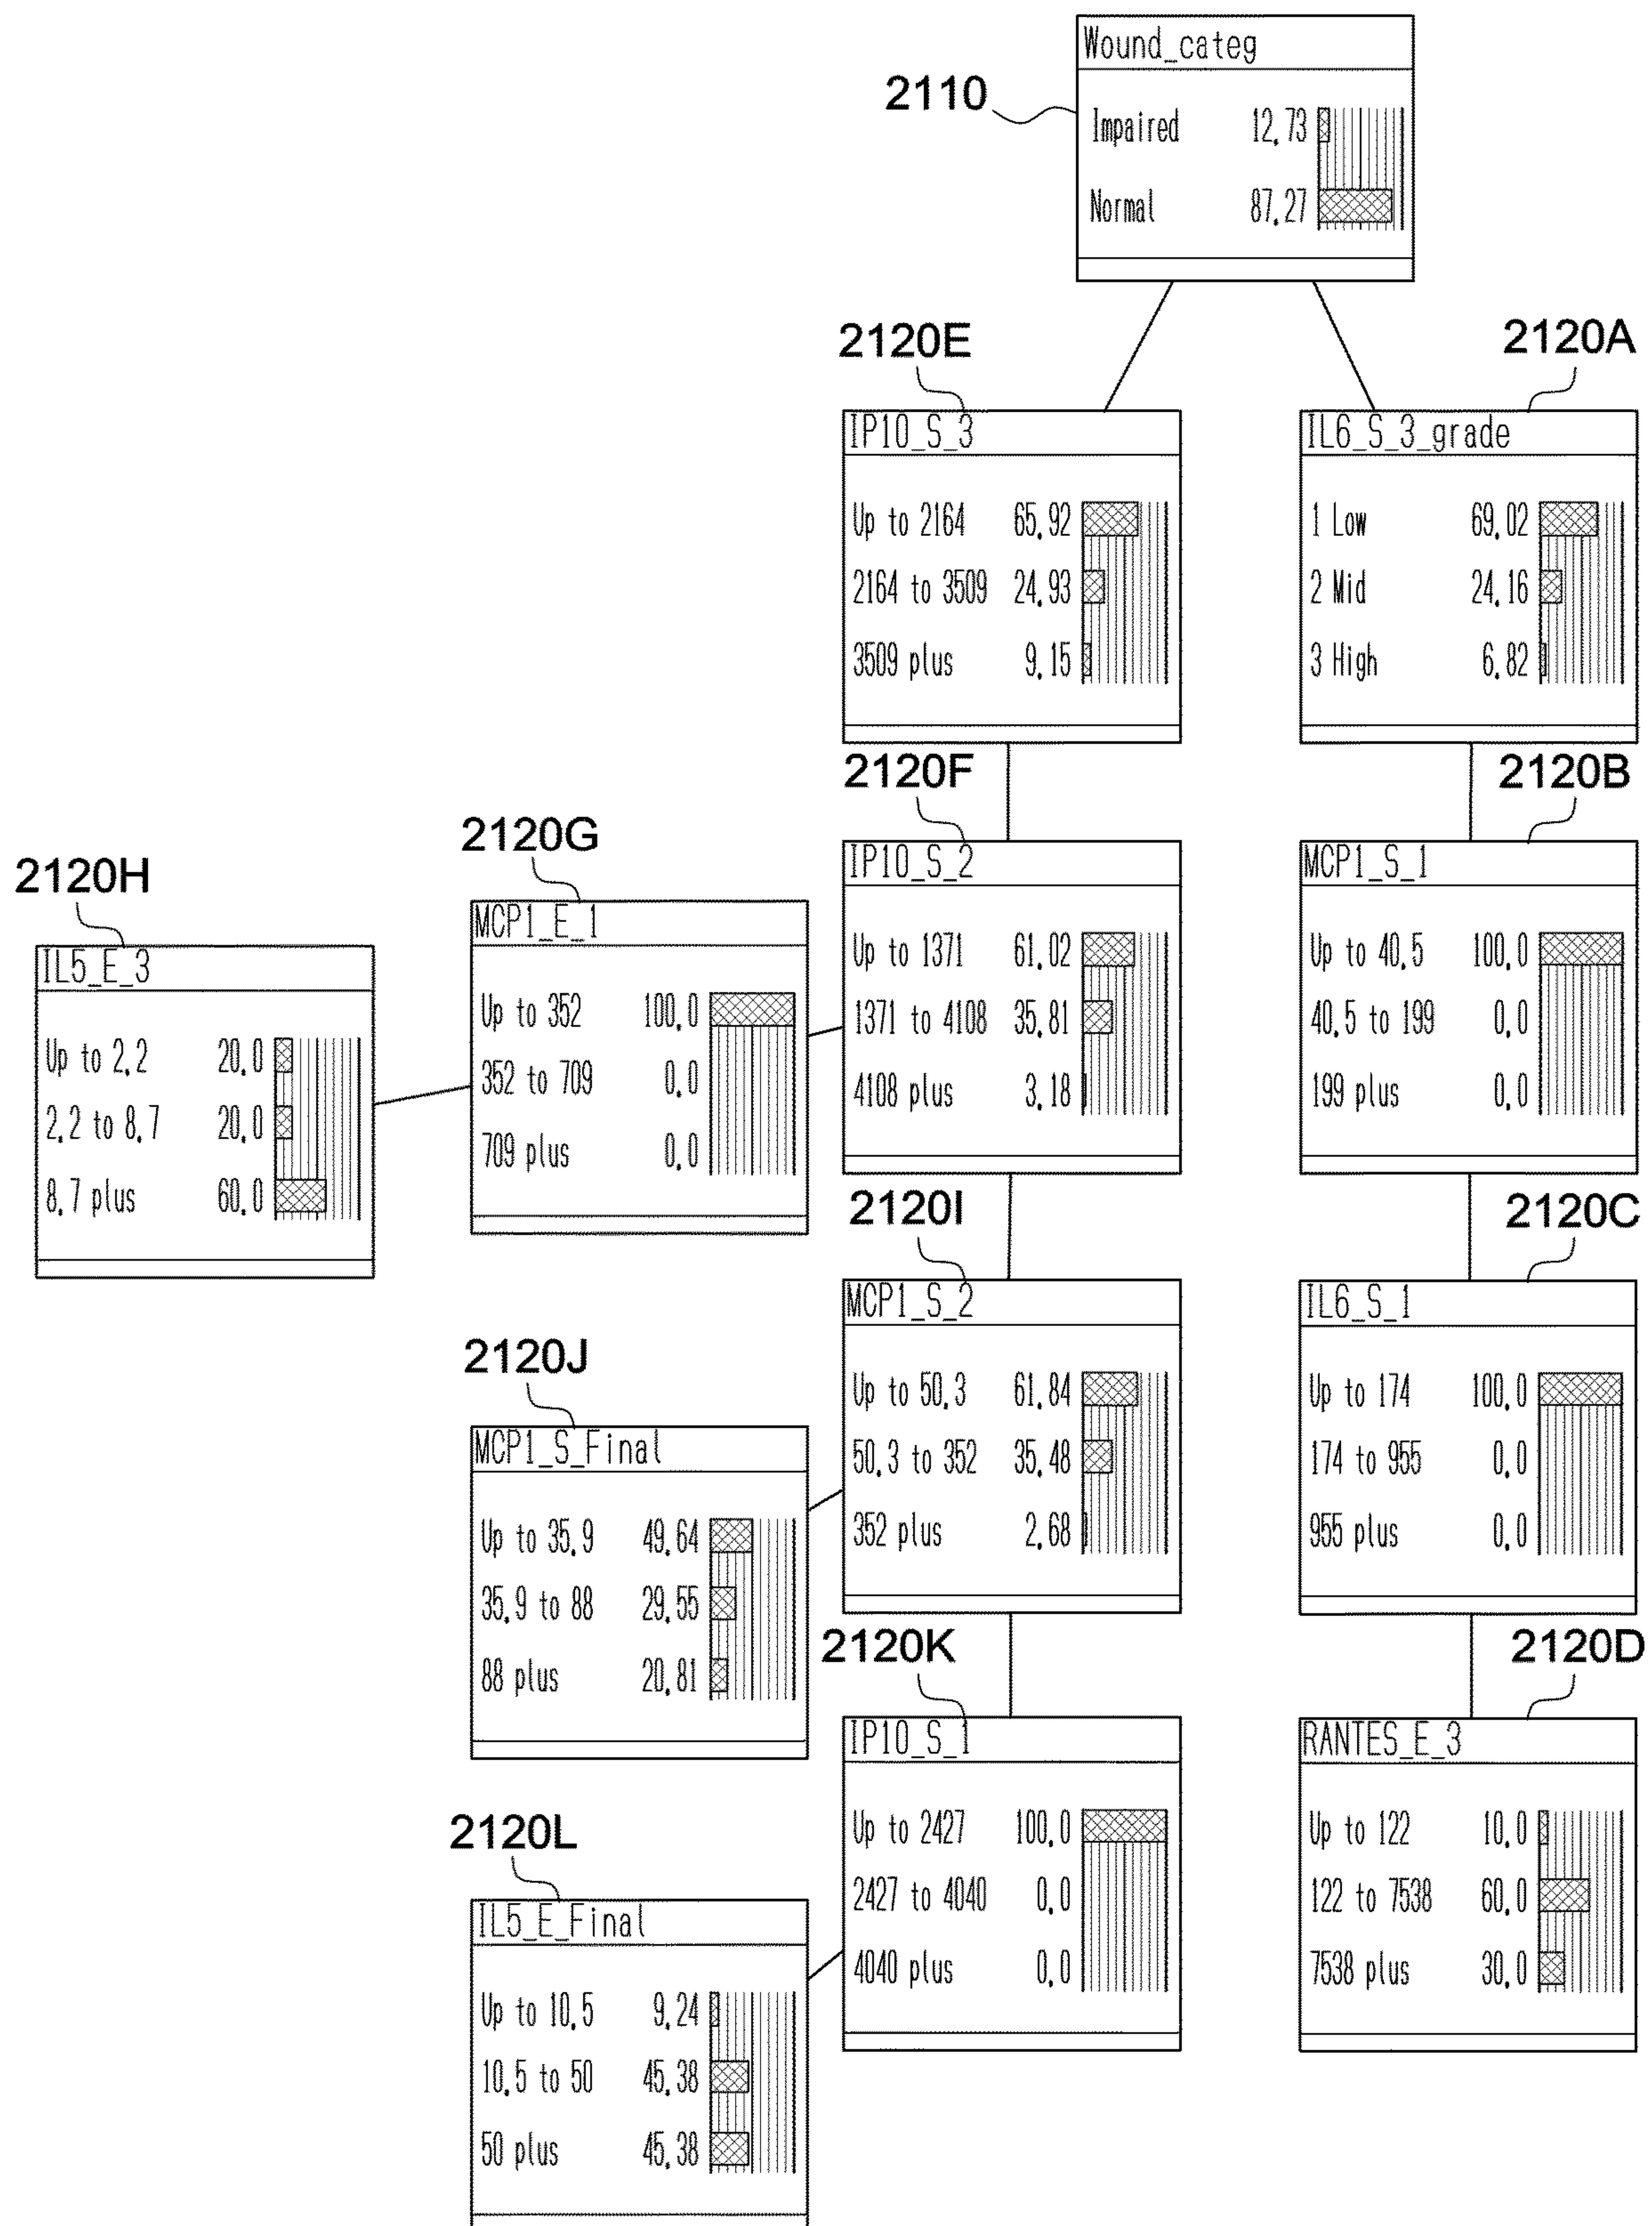 Wound_categ
2110
Impaired 12.73
Normal 87.27
2120E
IP10_S_3
Up to 2164 65.92
2164 to 3509 24.93
3509 plus 9.15
2120A
IL6_S_3_grade
1 Low 69.02
2 Mid 24.16
3 High 6.82
2120F
IP10_S_2
Up to 1371 61.02
1371 to 4108 35.81
4108 plus 3.18
2120B
MCP1_S_1
Up to 40.5 100.0
40.5 to 199 0.0
199 plus 0.0
2120G
MCP1_E_1
Up to 352 100.0
352 to 709 0.0
709 plus 0.0
2120H
IL5_E_3
Up to 2.2 20.0
2.2 to 8.7 20.0
8.7 plus 60.0
2120I
MCP1_S_2
Up to 50.3 61.84
50.3 to 352 35.48
352 plus 2.68
2120C
IL6_S_1
Up to 174 100.0
174 to 955 0.0
955 plus 0.0
2120J
MCP1_S_Final
Up to 35.9 49.64
35.9 to 88 29.55
88 plus 20.81
2120K
IP10_S_1
Up to 2427 100.0
2427 to 4040 0.0
4040 plus 0.0
2120D
RANTES_E_3
Up to 122 10.0
122 to 7538 60.0
7538 plus 30.0
2120L
IL5_E_Final
Up to 10.5 9.24
10.5 to 50 45.38
50 plus 45.38